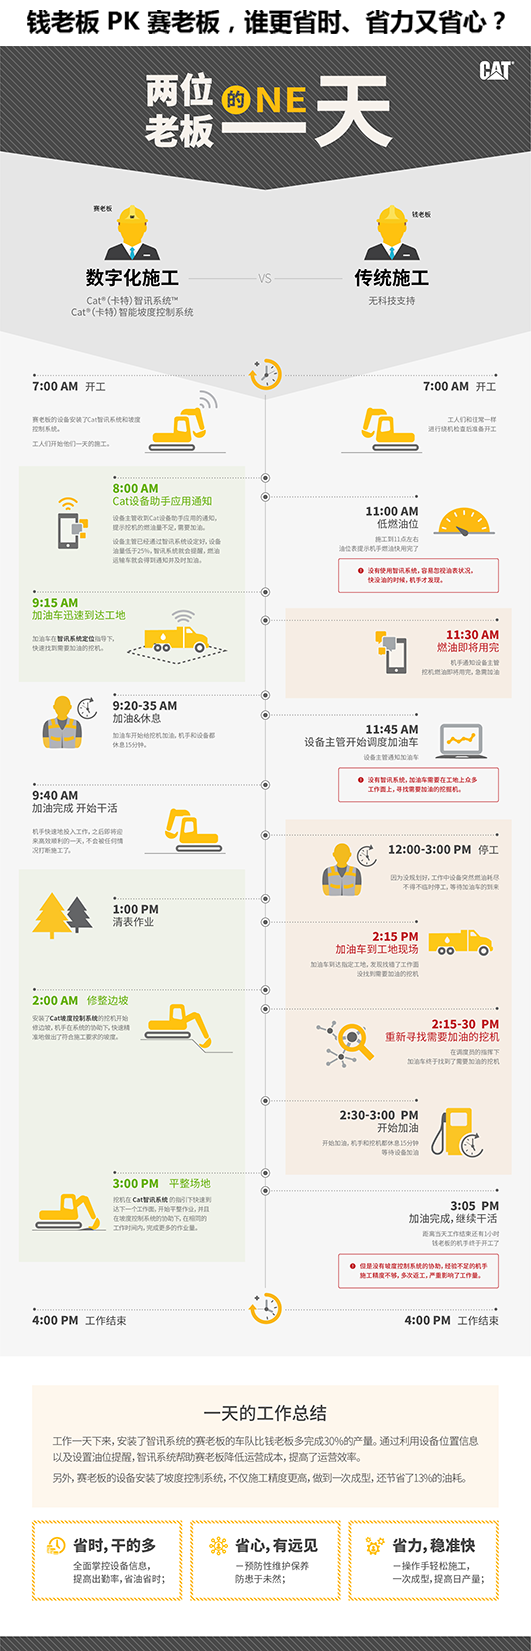 钱老板 PK 赛老板，谁更省时、省力又省心？
CAT
两位
老板
的
ONE
一天
赛老板
钱老板
数字化施工
VS
传统施工
Cat®（卡特）智讯系统™
Cat®（卡特）智能坡度控制系统
无科技支持
7:00 AM 开工
7:00 AM 开工
赛老板的设备安装了Cat智讯系统和坡度
控制系统。
工人们开始他们一天的施工。
工人们和往常一样
进行绕机检查后准备开工
8:00 AM
Cat设备助手应用通知
设备主管收到Cat设备助手应用的通知，
提示挖机的燃油量不足，需要加油。
设备主管已经通过智讯系统设定好，设备
油量低于25%，智讯系统就会提醒，燃油
运输车就会得到通知并及时加油。
11:00 AM
低燃油位
施工到11点左右
油位表提示机手燃油快用完了
没有使用智讯系统，容易忽视油表状况。
快没油的时候，机手才发现。
9:15 AM
加油车迅速到达工地
加油车在智讯系统定位指导下，
快速找到需要加油的挖机。
11:30 AM
燃油即将用完
机手通知设备主管
挖机燃油即将用完，急需加油
9:20-35 AM
加油&休息
加油车开始给挖机加油，机手和设备都
休息15分钟。
11:45 AM
设备主管开始调度加油车
设备主管通知加油车
没有智讯系统，加油车需要在工地上众多
工作面上，寻找需要加油的挖掘机。
9:40 AM
加油完成 开始干活
机手快速地投入工作，之后即将迎
来高效顺利的一天，不会被任何情
况打断施工了。
12:00-3:00 PM 停工
因为没规划好，工作中设备突然燃油耗尽
不得不临时停工，等待加油车的到来
1:00 PM
清表作业
2:15 PM
加油车到工地现场
加油车到达指定工地，发现找错了工作面
没找到需要加油的挖机
2:00 AM 修整边坡
安装了Cat坡度控制系统的挖机开始
修边坡，机手在系统的协助下，快速精
准地做出了符合施工要求的坡度。
2:15-30 PM
重新寻找需要加油的挖机
在调度员的指挥下
加油车终于找到了需要加油的挖机
2:30-3:00 PM
开始加油
开始加油，机手和挖机都休息15分钟
等待设备加油
3:00 PM 平整场地
挖机在 Cat智讯系统 的指引下快速到
达下一个工作面，开始平整作业，并且
在坡度控制系统的协助下，在相同的
工作时间内，完成更多的作业量。
3:05 PM
加油完成，继续干活
距离当天工作结束还有1小时
钱老板的机手终于开工了
但是没有坡度控制系统的协助，经验不足的机手
施工精度不够，多次返工，严重影响了工作量。
4:00 PM 工作结束
4:00 PM 工作结束
一天的工作总结
工作一天下来，安装了智讯系统的赛老板的车队比钱老板多完成30%的产量。通过利用设备位置信息
以及设置油位提醒，智讯系统帮助赛老板降低运营成本，提高了运营效率。
另外，赛老板的设备安装了坡度控制系统，不仅施工精度更高，做到一次成型，还节省了13%的油耗。
省时，干的多
全面掌控设备信息，
提高出勤率，省油省时；
省心，有远见
－预防性维护保养
防患于未然；
省力，稳准快
－操作手轻松施工，
一次成型，提高日产量；